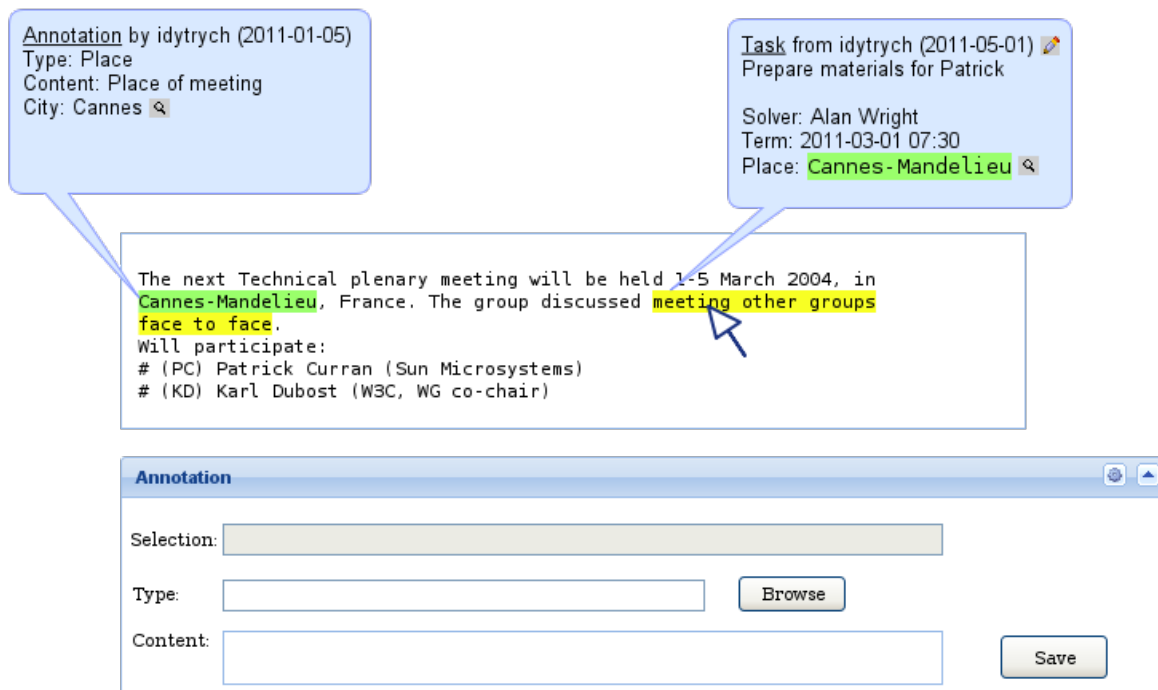 Annotation by idytrych (2011-01-05)
Type: Place
Content: Place of meeting
City: Cannes
Task from idytrych (2011-05-01)
Prepare materials for Patrick
Solver: Alan Wright
Term: 2011-03-01 07:30
Place: Cannes-Mandelieu
The next Technical plenary meeting will be held 1-5 March 2004, in
Cannes-Mandelieu, France. The group discussed meeting other groups
face to face.
Will participate:
# (PC) Patrick Curran (Sun Microsystems)
# (KD) Karl Dubost (W3C, WG co-chair)
Annotation
Selection:
Type:
Browse
Content:
Save